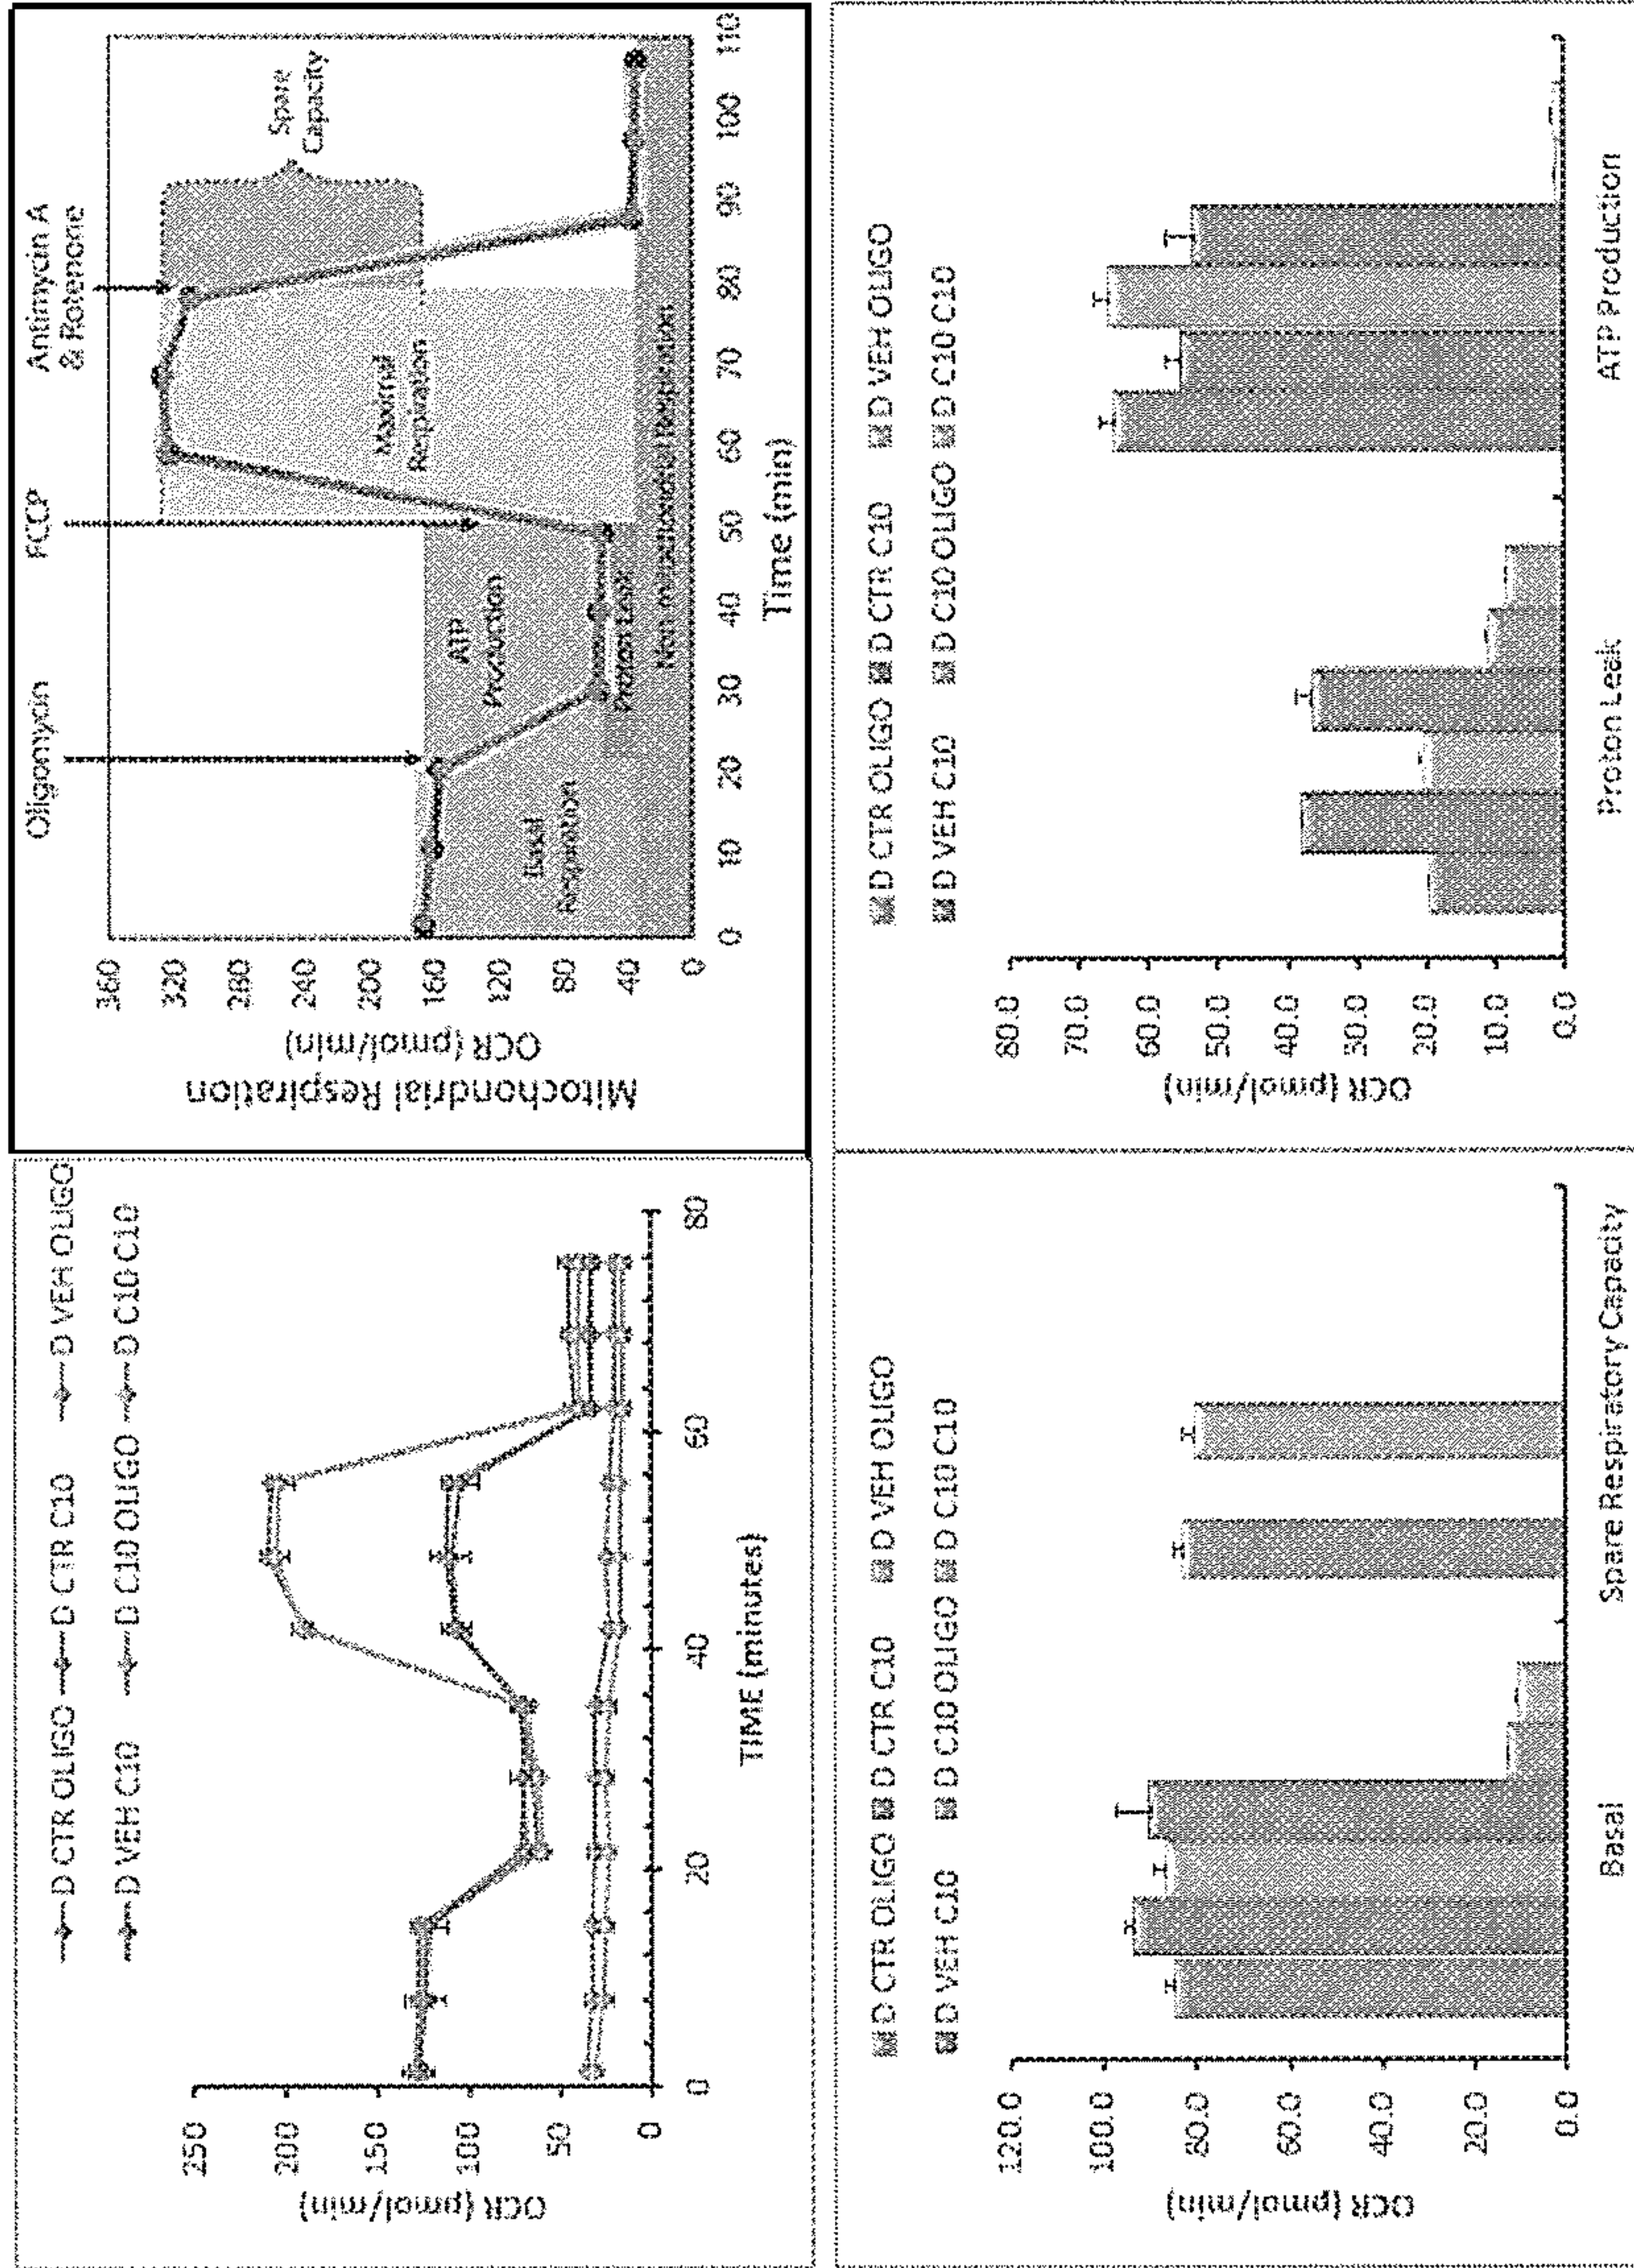 D CTR OLIGO D CTR C10 D VEH OLIGO
D VEH C10 D C10 OLIGO D C10 C10
OCR (pmol/min)
250
200
150
100
50
0
0 20 40 60 80
TIME (minutes)
Mitochondrial Respiration
OCR (pmol/min)
Oligomycin FCCP Antimycin A
& Rotenone
360
320
280
240
200
160
120
80
40
0
Spare
Capacity
Maximal
Respiration
ATP
Production
Basal
Respiration
Proton Leak
Non-mitochondrial Respiration
0 10 20 30 40 50 60 70 80 90 100 110
Time (min)
D CTR OLIGO D CTR C10 D VEH OLIGO
D VEH C10 D C10 OLIGO D C10 C10
OCR (pmol/min)
120.0
100.0
80.0
60.0
40.0
20.0
0.0
Basal Spare Respiratory Capacity
D CTR OLIGO D CTR C10 D VEH OLIGO
D VEH C10 D C10 OLIGO D C10 C10
OCR (pmol/min)
80.0
70.0
60.0
50.0
40.0
30.0
20.0
10.0
0.0
Proton Leak ATP Production